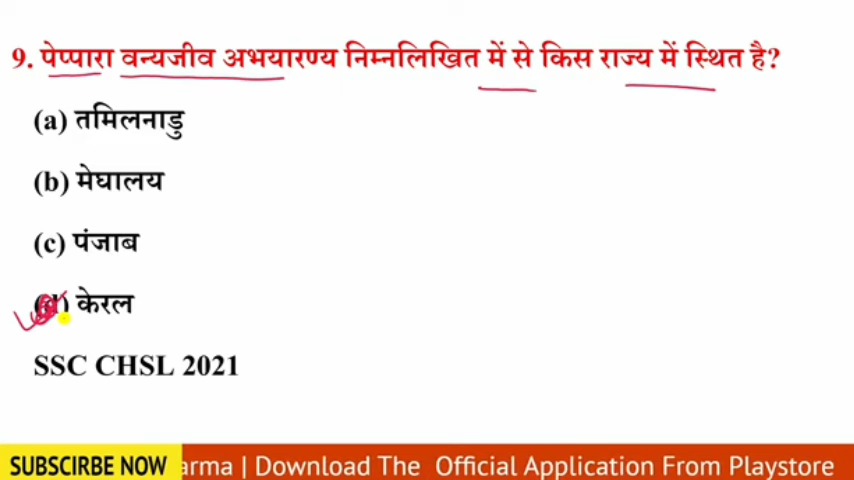 9. पेप्पारा वन्यजीव अभयारण्य निम्नलिखित में से किस राज्य में स्थित है?
(a) तमिलनाडु
(b) मेघालय
(c) पंजाब
(d) केरल
SSC CHSL 2021
SUBSCIRBE NOW arma | Download The Official Application From Playstore